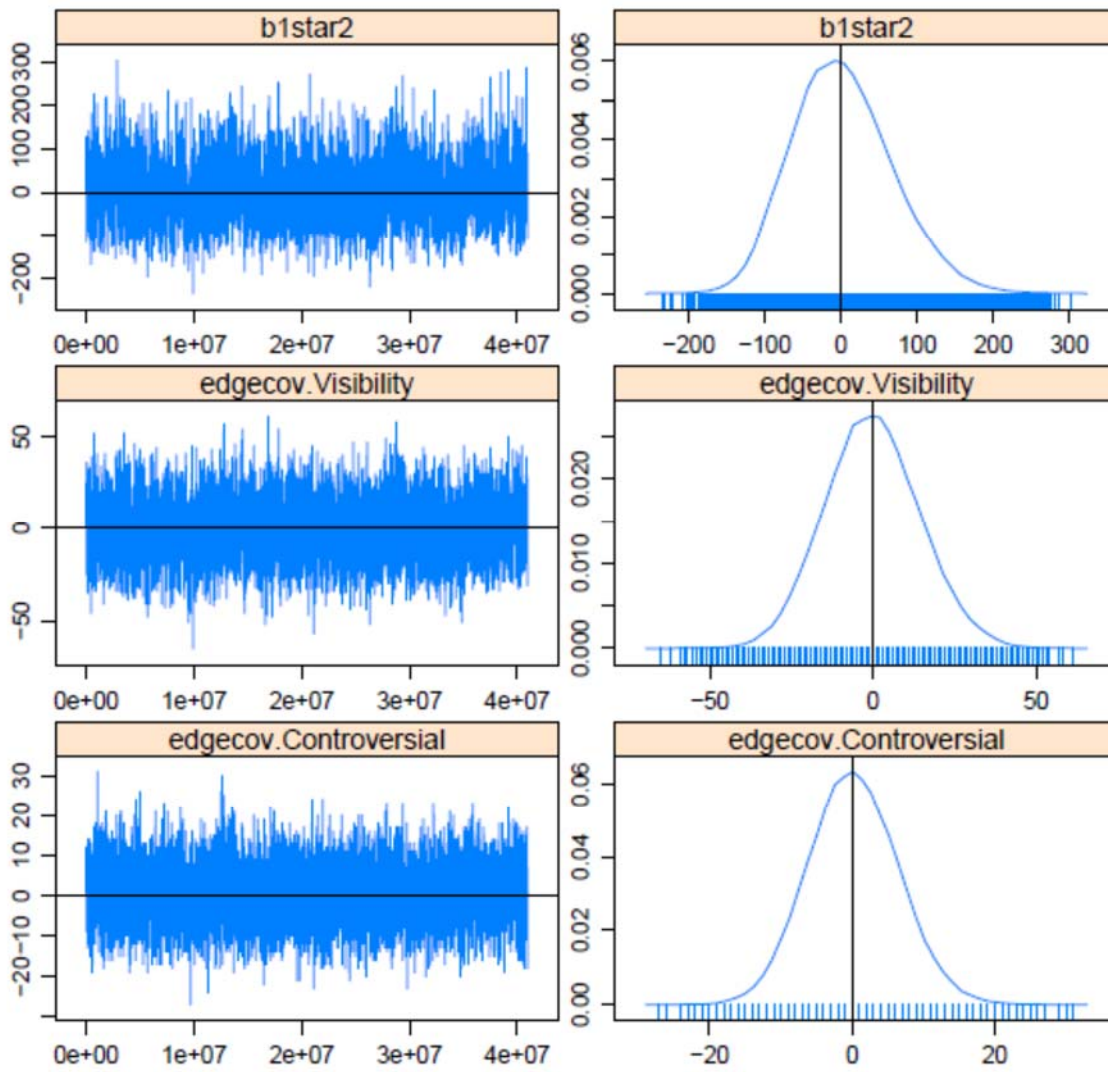 b1star2
300
200
100
0
−200
0e+00 1e+07 2e+07 3e+07 4e+07
b1star2
0.006
0.004
0.002
0.000
−200 −100 0 100 200 300
edgecov.Visibility
50
0
−50
0e+00 1e+07 2e+07 3e+07 4e+07
edgecov.Visibility
0.020
0.010
0.000
−50 0 50
edgecov.Controversial
30
20
10
0
−10
−20
0e+00 1e+07 2e+07 3e+07 4e+07
edgecov.Controversial
0.06
0.04
0.02
0.00
−20 0 20